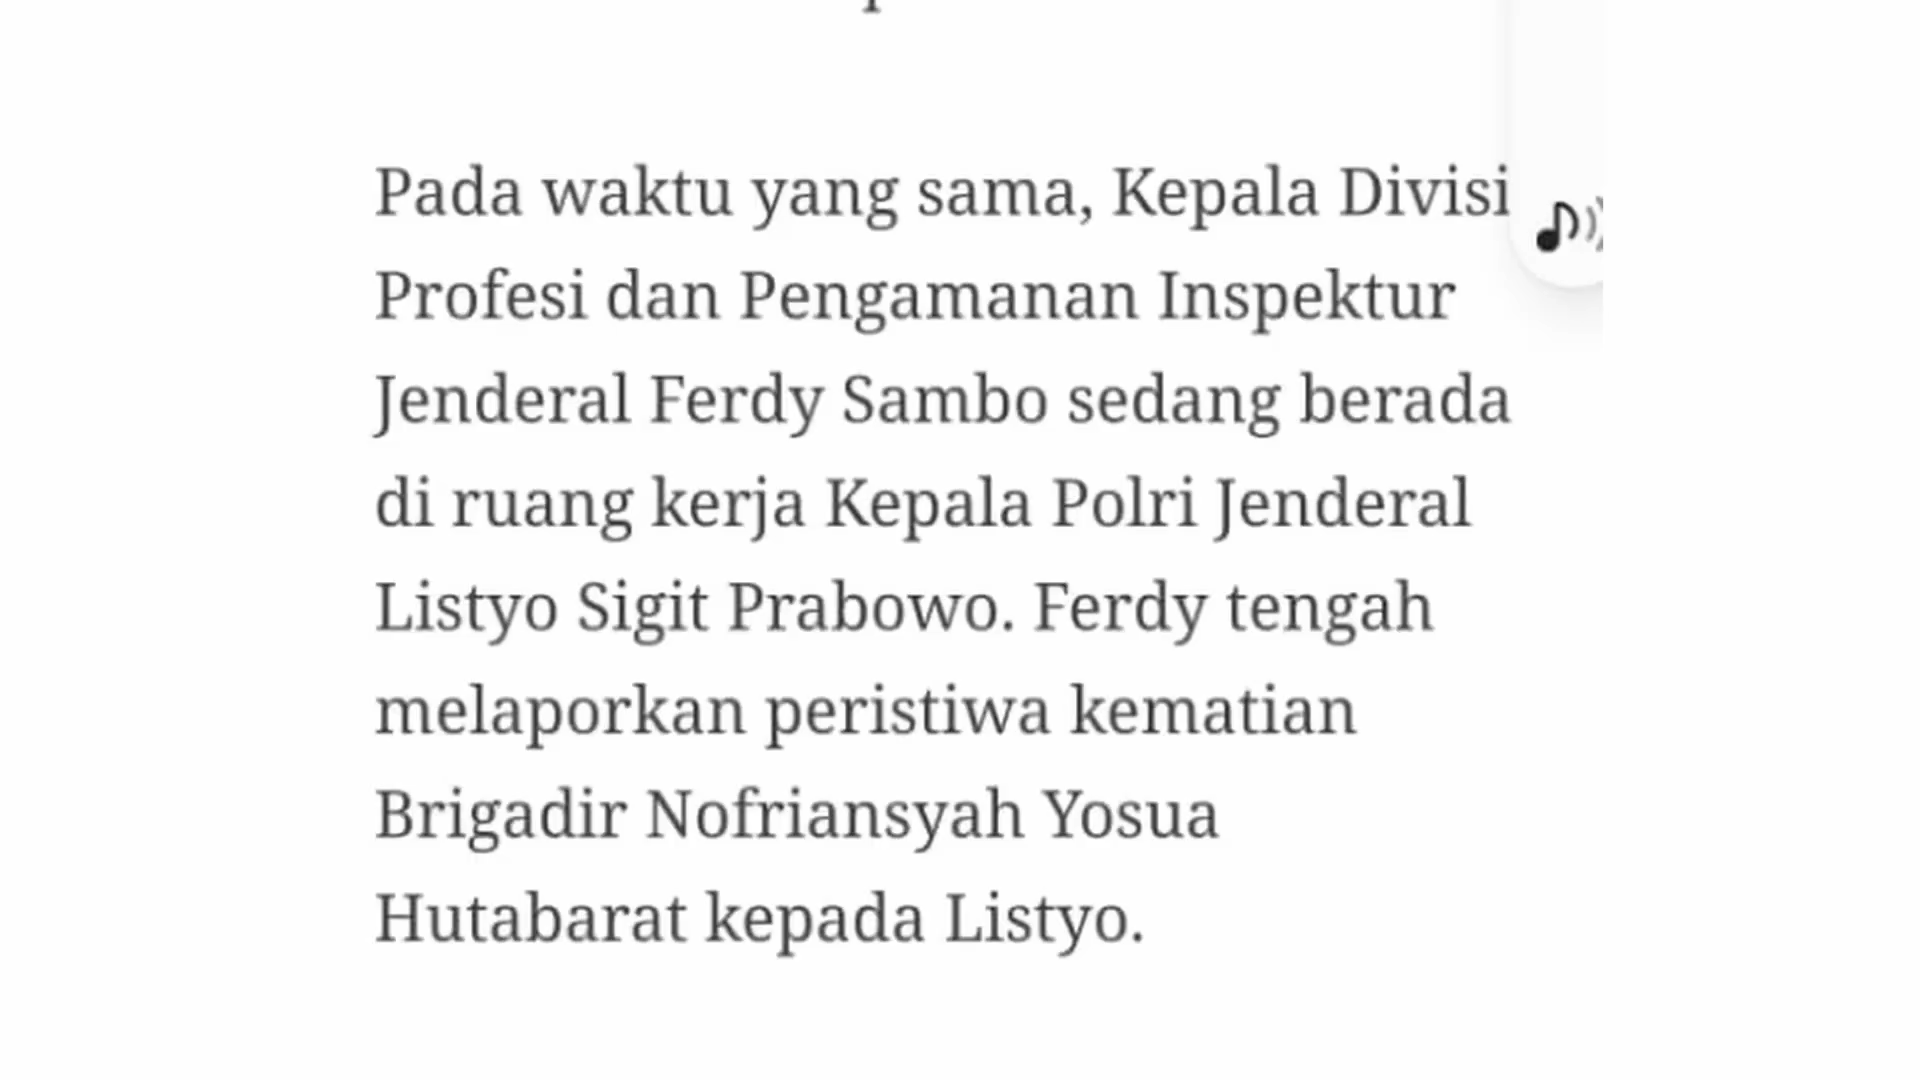 Pada waktu yang sama, Kepala Divisi
Profesi dan Pengamanan Inspektur
Jenderal Ferdy Sambo sedang berada
di ruang kerja Kepala Polri Jenderal
Listyo Sigit Prabowo. Ferdy tengah
melaporkan peristiwa kematian
Brigadir Nofriansyah Yosua
Hutabarat kepada Listyo.